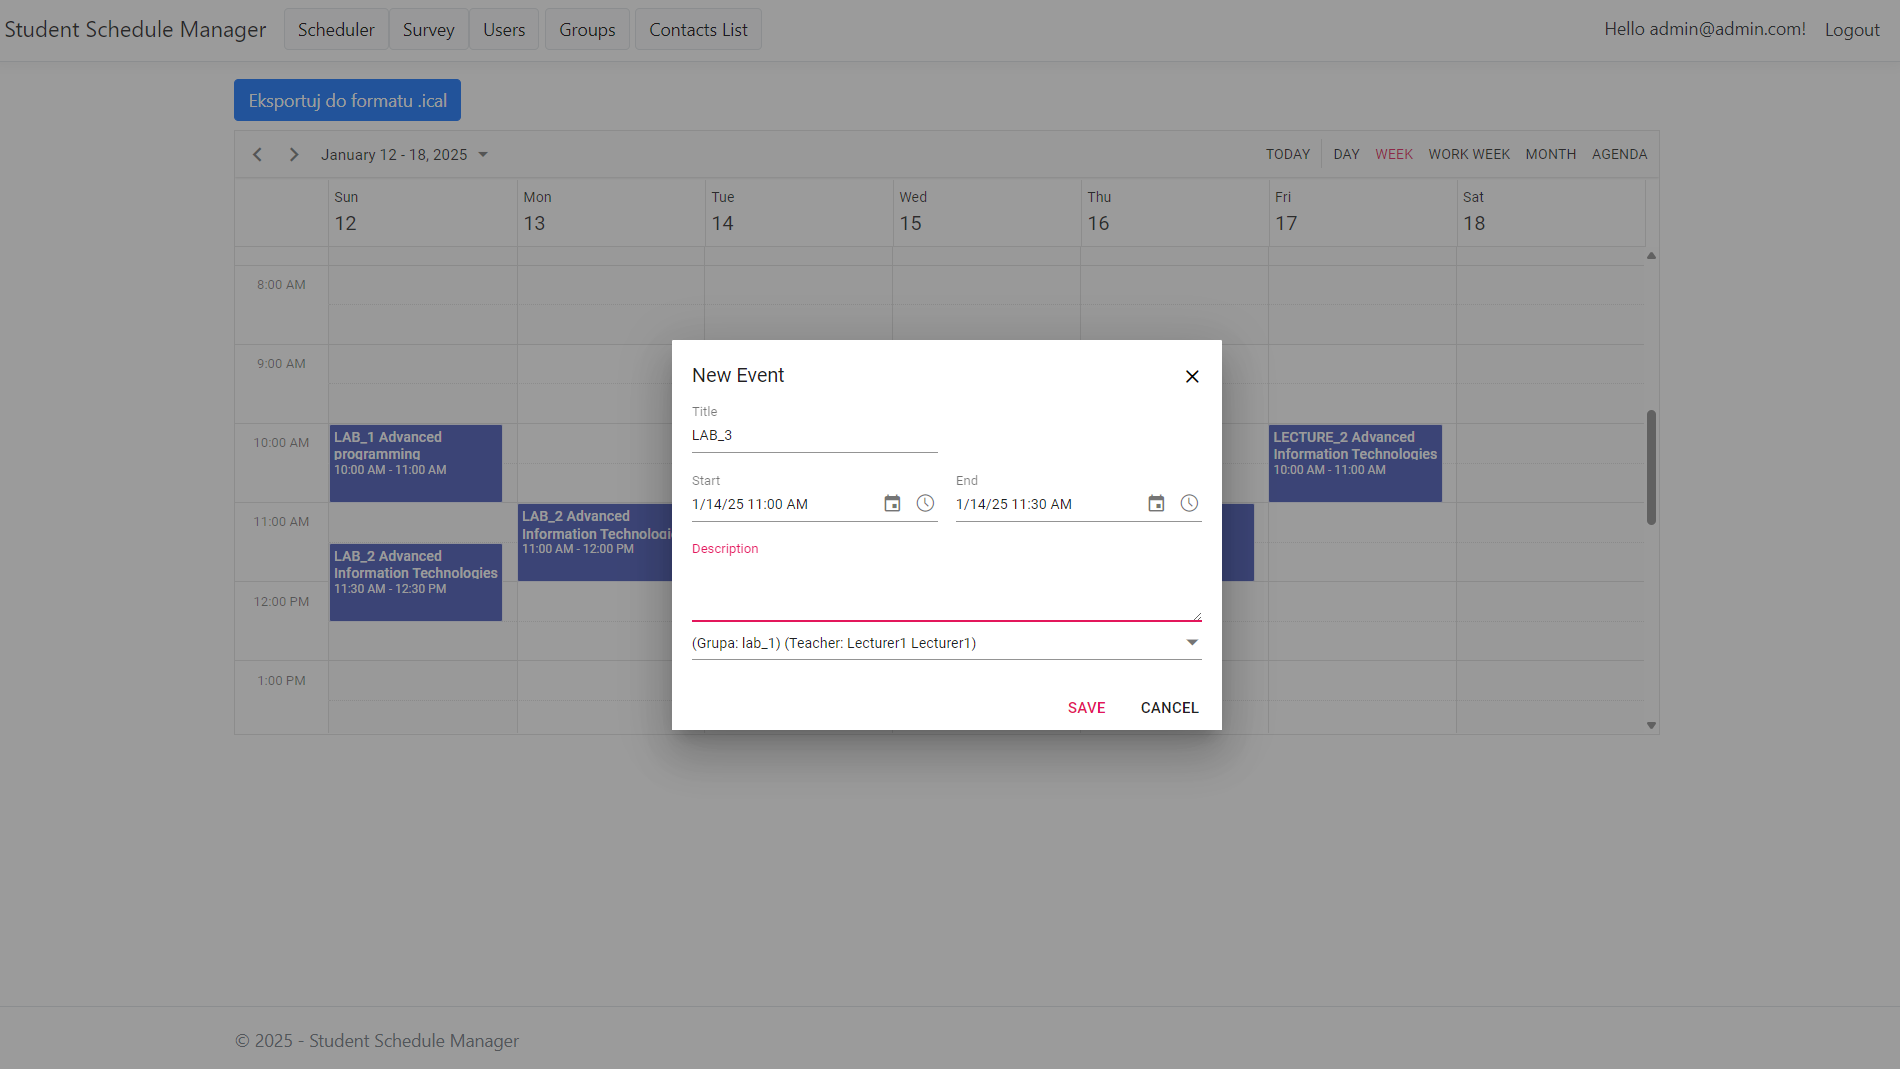 Student Schedule Manager
Scheduler
Survey
Users
Groups
Contacts List
Hello admin@admin.com!
Logout
Eksportuj do formatu .ical
January 12 - 18, 2025
TODAY
DAY
WEEK
WORK WEEK
MONTH
AGENDA
Sun
12
Mon
13
Tue
14
Wed
15
Thu
16
Fri
17
Sat
18
8:00 AM
9:00 AM
10:00 AM
11:00 AM
12:00 PM
1:00 PM
LAB_1 Advanced
programming
10:00 AM - 11:00 AM
LAB_2 Advanced
Information Technologies
11:30 AM - 12:30 PM
LAB_2 Advanced
Information Technologi
11:00 AM - 12:00 PM
LECTURE_2 Advanced
Information Technologies
10:00 AM - 11:00 AM
New Event
Title
LAB_3
Start
1/14/25 11:00 AM
End
1/14/25 11:30 AM
Description
(Grupa: lab_1) (Teacher: Lecturer1 Lecturer1)
SAVE
CANCEL
© 2025 - Student Schedule Manager